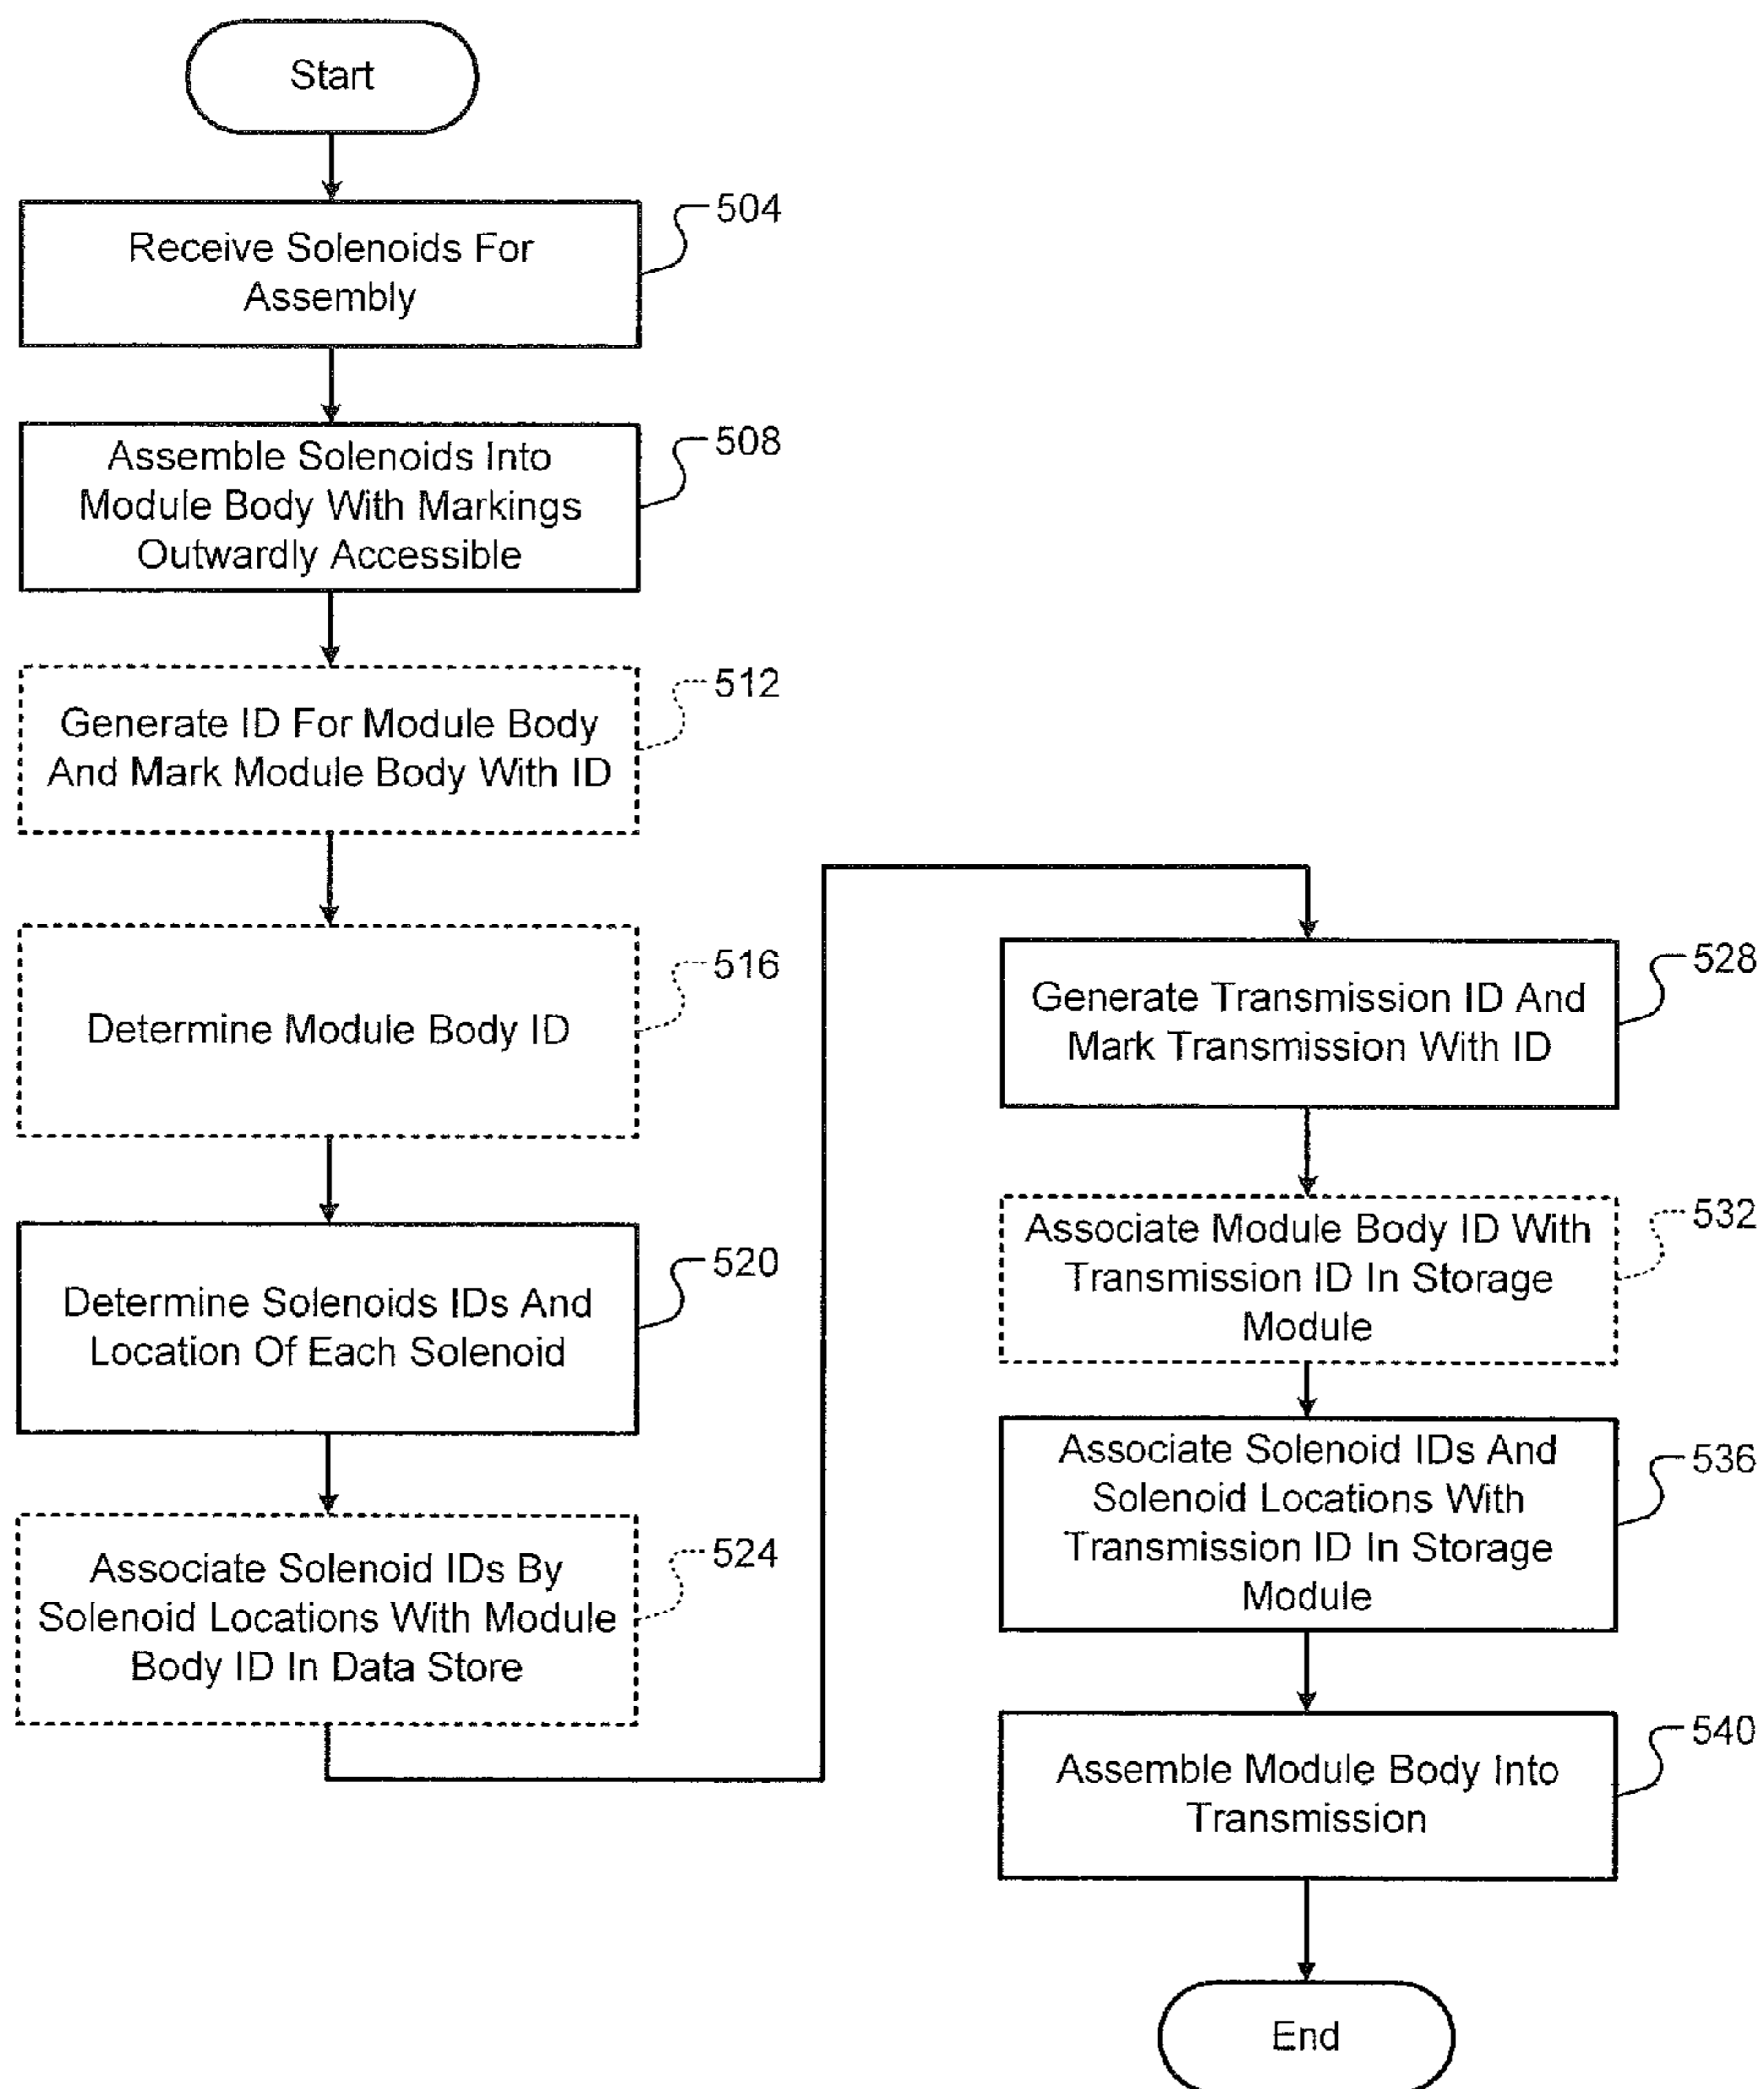 Start
504
Receive Solenoids For
Assembly
508
Assemble Solenoids Into
Module Body With Markings
Outwardly Accessible
512
Generate ID For Module Body
And Mark Module Body With ID
516
Determine Module Body ID
520
Determine Solenoids IDs And
Location Of Each Solenoid
524
Associate Solenoid IDs By
Solenoid Locations With Module
Body ID In Data Store
528
Generate Transmission ID And
Mark Transmission With ID
532
Associate Module Body ID With
Transmission ID In Storage
Module
536
Associate Solenoid IDs And
Solenoid Locations With
Transmission ID In Storage
Module
540
Assemble Module Body Into
Transmission
End